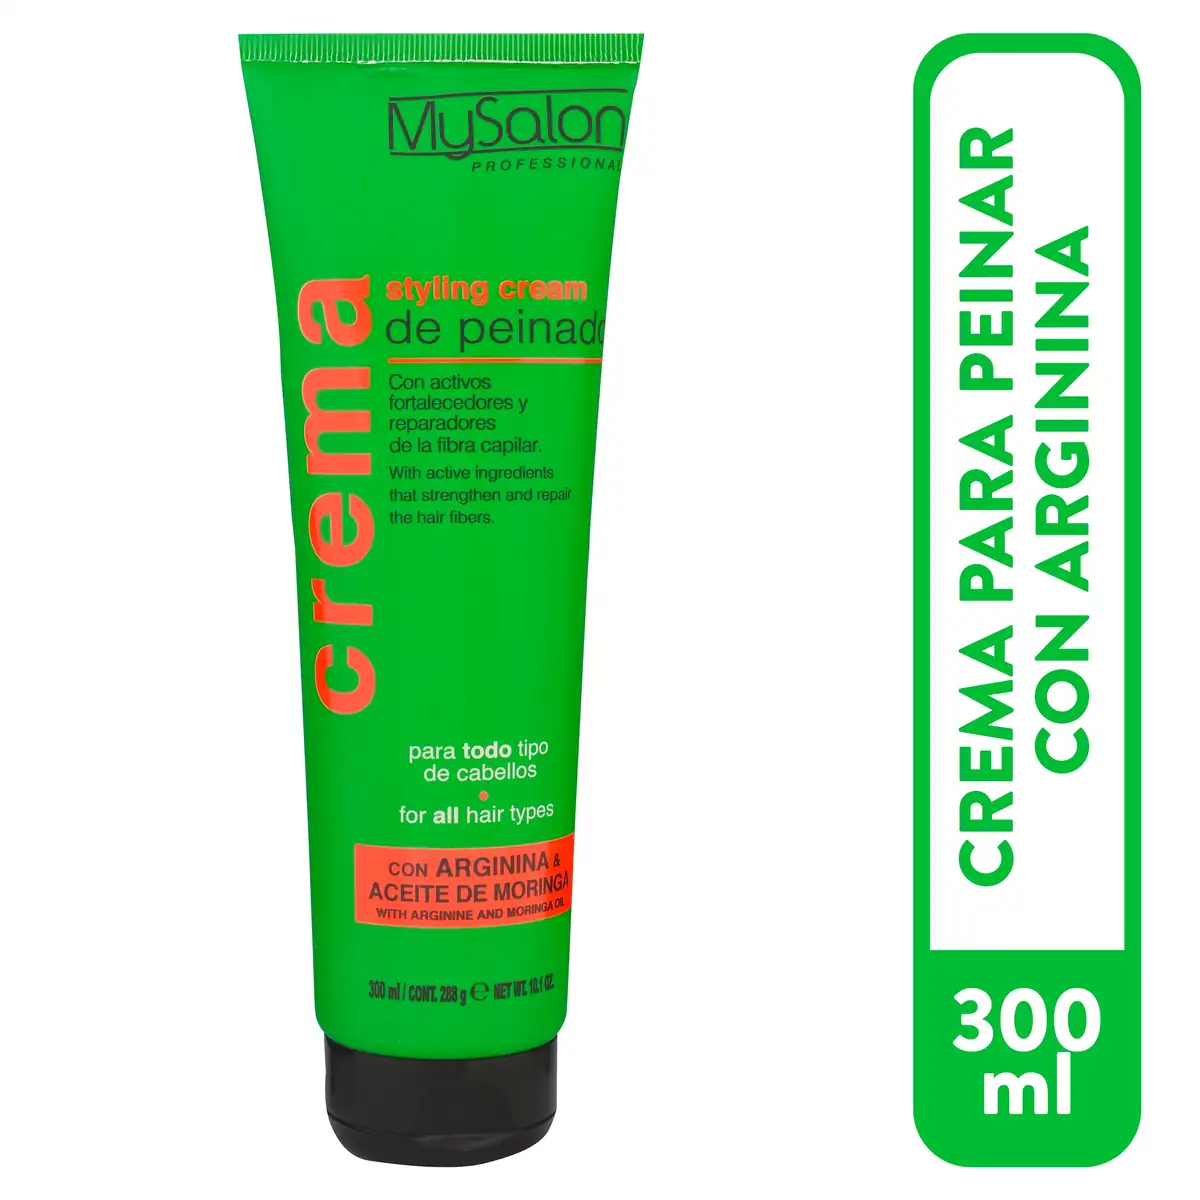 MySalon
PROFESSIONAL
crema
styling cream
de peinado
Con activos
fortalecedores y
reparadores
de la fibra capilar.
With active ingredients
that strengthen and repair
the hair fibers.
para todo tipo
de cabellos
for all hair types
CON ARGININA &
ACEITE DE MORINGA
WITH ARGININE AND MORINGA OIL
300 ml / CONT. 288 g ℮ NET WT. 10.1 OZ.
CREMA PARA PEINAR
CON ARGININA
300
ml